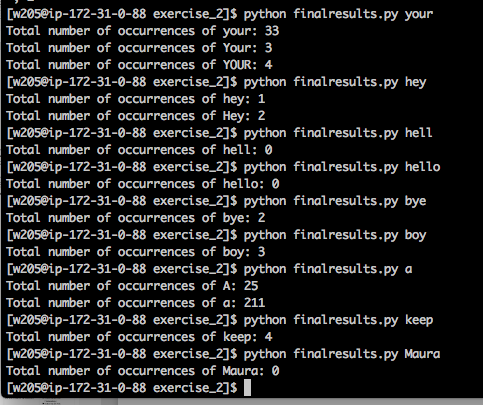 [w205@ip-172-31-0-88 exercise_2]$ python finalresults.py your
Total number of occurrences of your: 33
Total number of occurrences of Your: 3
Total number of occurrences of YOUR: 4
[w205@ip-172-31-0-88 exercise_2]$ python finalresults.py hey
Total number of occurrences of hey: 1
Total number of occurrences of Hey: 2
[w205@ip-172-31-0-88 exercise_2]$ python finalresults.py hell
Total number of occurrences of hell: 0
[w205@ip-172-31-0-88 exercise_2]$ python finalresults.py hello
Total number of occurrences of hello: 0
[w205@ip-172-31-0-88 exercise_2]$ python finalresults.py bye
Total number of occurrences of bye: 2
[w205@ip-172-31-0-88 exercise_2]$ python finalresults.py boy
Total number of occurrences of boy: 3
[w205@ip-172-31-0-88 exercise_2]$ python finalresults.py a
Total number of occurrences of A: 25
Total number of occurrences of a: 211
[w205@ip-172-31-0-88 exercise_2]$ python finalresults.py keep
Total number of occurrences of keep: 4
[w205@ip-172-31-0-88 exercise_2]$ python finalresults.py Maura
Total number of occurrences of Maura: 0
[w205@ip-172-31-0-88 exercise_2]$